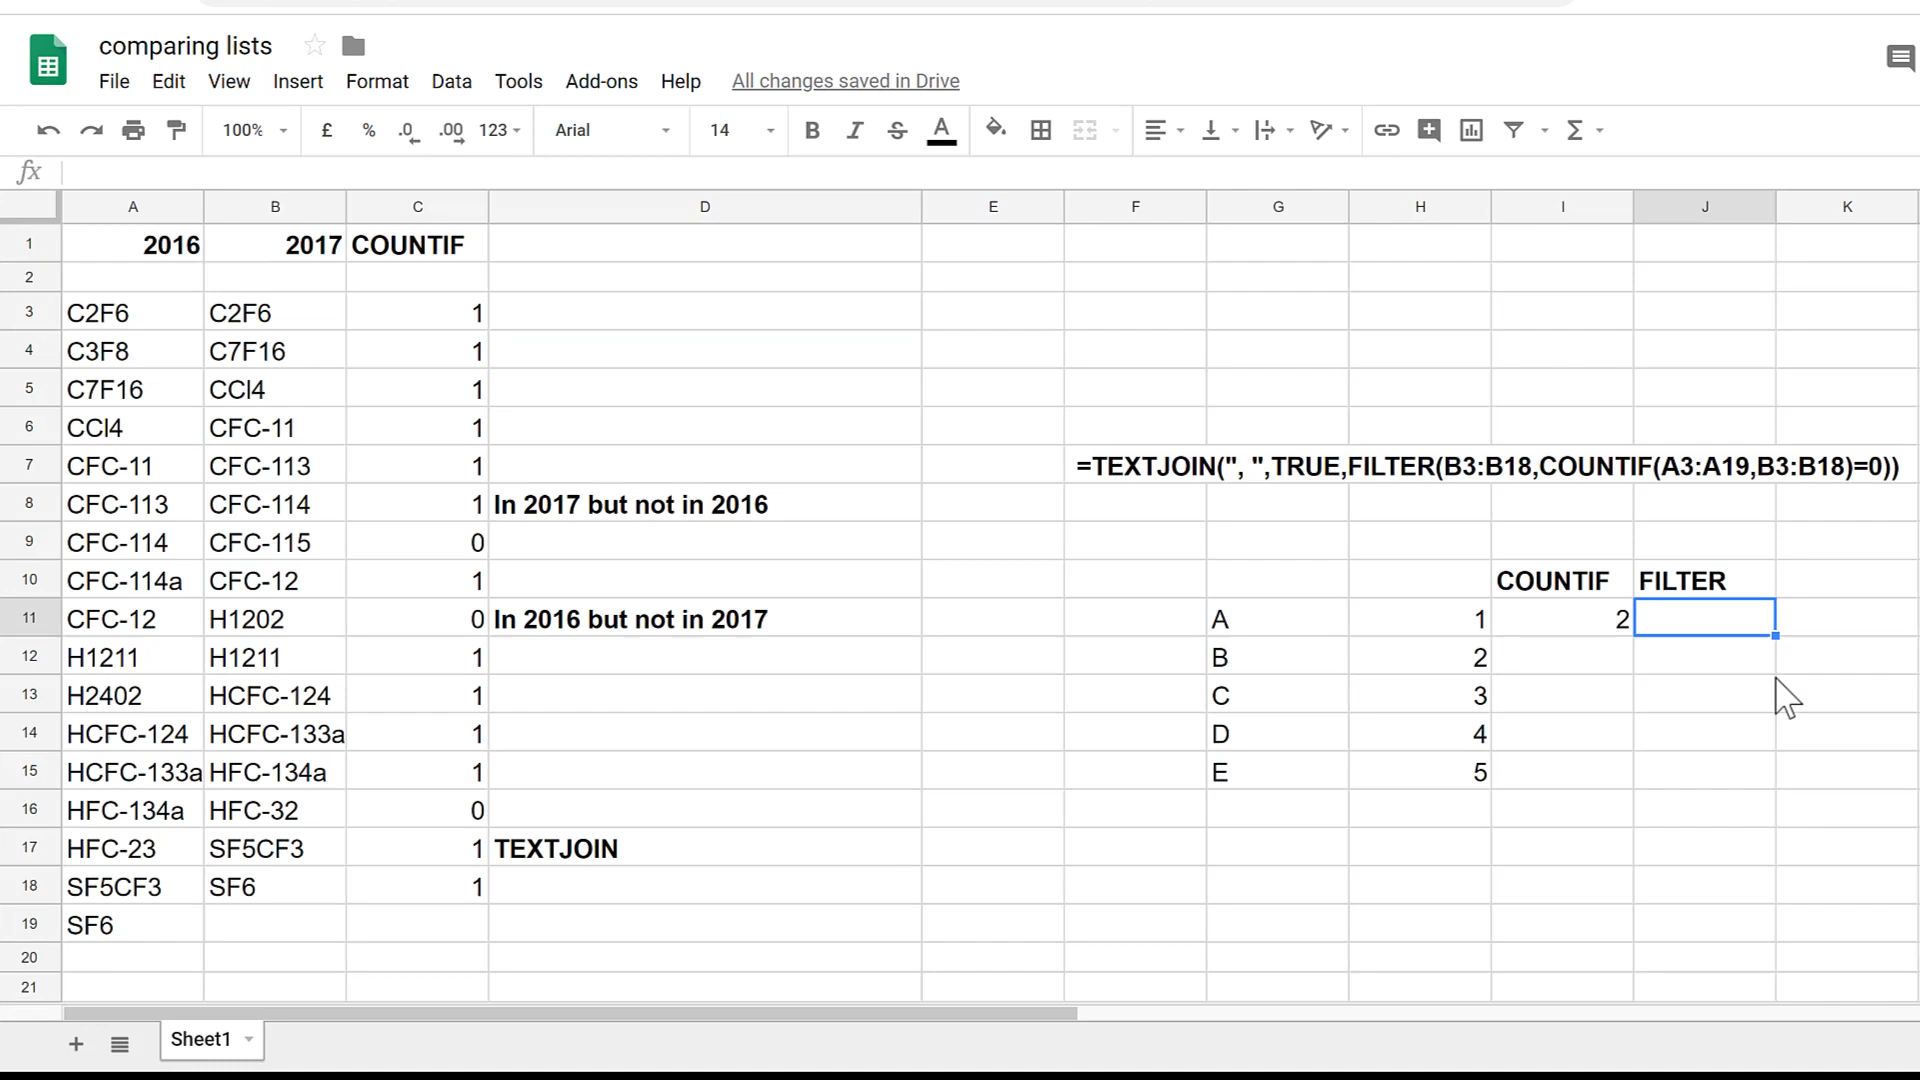 comparing lists
File Edit View Insert Format Data Tools Add-ons Help All changes saved in Drive
100% £ % .0 .00 123 Arial 14 B I S A Σ
fx
A B C D E F G H I J K
1 2016 2017 COUNTIF
2
3 C2F6 C2F6 1
4 C3F8 C7F16 1
5 C7F16 CCl4 1
6 CCl4 CFC-11 1
7 CFC-11 CFC-113 1 =TEXTJOIN(", ",TRUE,FILTER(B3:B18,COUNTIF(A3:A19,B3:B18)=0))
8 CFC-113 CFC-114 1 In 2017 but not in 2016
9 CFC-114 CFC-115 0
10 CFC-114a CFC-12 1 COUNTIF FILTER
11 CFC-12 H1202 0 In 2016 but not in 2017 A 1 2
12 H1211 H1211 1 B 2
13 H2402 HCFC-124 1 C 3
14 HCFC-124 HCFC-133a 1 D 4
15 HCFC-133a HFC-134a 1 E 5
16 HFC-134a HFC-32 0
17 HFC-23 SF5CF3 1 TEXTJOIN
18 SF5CF3 SF6 1
19 SF6
20
21
+ Sheet1